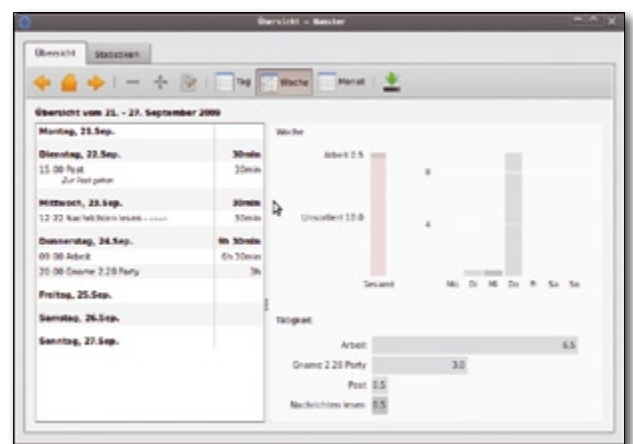 Übersicht – Hamster
Übersicht Statistiken
Tag Woche Monat
Übersicht vom 21. - 27. September 2009
Montag, 21.Sep.
Dienstag, 22.Sep. 30min
15:00 Post 30min
Zur Post gehen
Mittwoch, 23.Sep. 30min
12:22 Nachrichten lesen - 30min
Donnerstag, 24.Sep. 9h 30min
09:00 Arbeit 6h 30min
20:00 Gnome 2.28 Party 3h
Freitag, 25.Sep.
Samstag, 26.Sep.
Sonntag, 27.Sep.
Woche
Arbeit 6.5
Unsortiert
Gesamt
8
4
Mo Di Mi Do Fr Sa So
Tätigkeit
Arbeit 6.5
Gnome 2.28 Party 3.0
Post 0.5
Nachrichten lesen 0.5